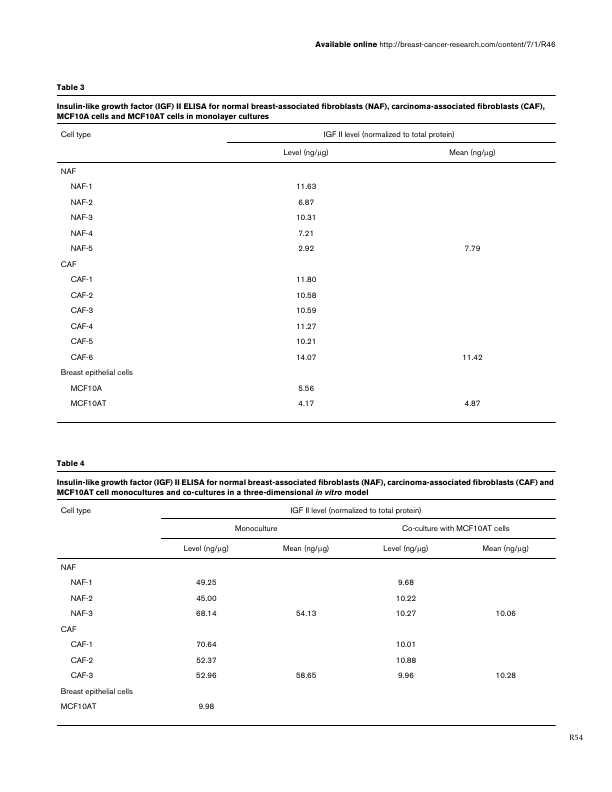 Available online http://breast-cancer-research.com/content/7/1/R46
Table 3
Insulin-like growth factor (IGF) II ELISA for normal breast-associated fibroblasts (NAF), carcinoma-associated fibroblasts (CAF),
MCF10A cells and MCF10AT cells in monolayer cultures
Cell type IGF II level (normalized to total protein)
Level (ng/μg) Mean (ng/μg)
NAF
NAF-1 11.63
NAF-2 6.87
NAF-3 10.31
NAF-4 7.21
NAF-5 2.92 7.79
CAF
CAF-1 11.80
CAF-2 10.58
CAF-3 10.59
CAF-4 11.27
CAF-5 10.21
CAF-6 14.07 11.42
Breast epithelial cells
MCF10A 5.56
MCF10AT 4.17 4.87
Table 4
Insulin-like growth factor (IGF) II ELISA for normal breast-associated fibroblasts (NAF), carcinoma-associated fibroblasts (CAF) and
MCF10AT cell monocultures and co-cultures in a three-dimensional in vitro model
Cell type IGF II level (normalized to total protein)
Monoculture Co-culture with MCF10AT cells
Level (ng/μg) Mean (ng/μg) Level (ng/μg) Mean (ng/μg)
NAF
NAF-1 49.25 9.68
NAF-2 45.00 10.22
NAF-3 68.14 54.13 10.27 10.06
CAF
CAF-1 70.64 10.01
CAF-2 52.37 10.88
CAF-3 52.96 58.65 9.96 10.28
Breast epithelial cells
MCF10AT 9.98
R54